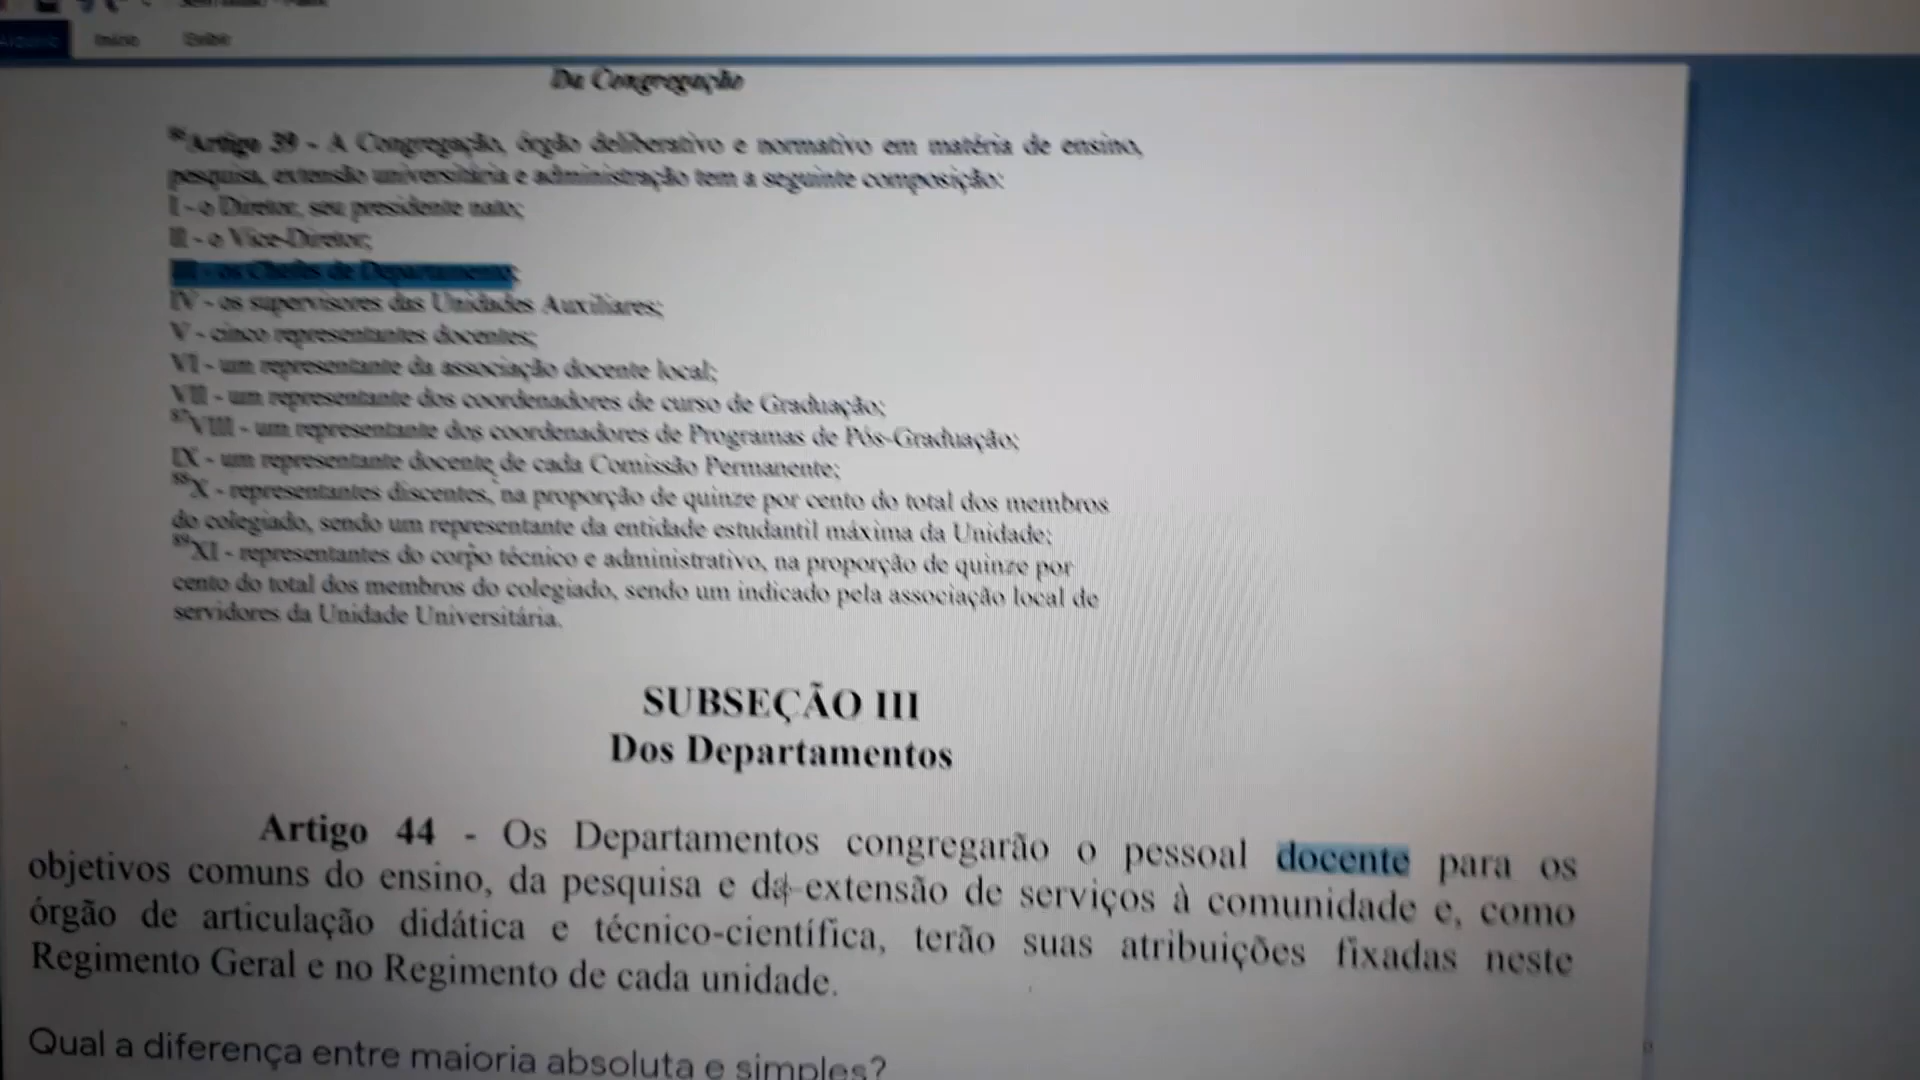 Início Exibir
Da Congregação
86Artigo 39 - A Congregação, órgão deliberativo e normativo em matéria de ensino,
pesquisa, extensão universitária e administração tem a seguinte composição:
I - o Diretor, seu presidente nato;
II - o Vice-Diretor;
III - os Chefes de Departamento;
IV - os supervisores das Unidades Auxiliares;
V - cinco representantes docentes;
VI - um representante da associação docente local;
VII - um representante dos coordenadores de curso de Graduação;
87VIII - um representante dos coordenadores de Programas de Pós-Graduação;
IX - um representante docente de cada Comissão Permanente;
88X - representantes discentes, na proporção de quinze por cento do total dos membros
do colegiado, sendo um representante da entidade estudantil máxima da Unidade;
89XI - representantes do corpo técnico e administrativo, na proporção de quinze por
cento do total dos membros do colegiado, sendo um indicado pela associação local de
servidores da Unidade Universitária.
SUBSEÇÃO III
Dos Departamentos
Artigo 44 - Os Departamentos congregarão o pessoal docente para os
objetivos comuns do ensino, da pesquisa e da extensão de serviços à comunidade e, como
órgão de articulação didática e técnico-científica, terão suas atribuições fixadas neste
Regimento Geral e no Regimento de cada unidade.
Qual a diferença entre maioria absoluta e simples?